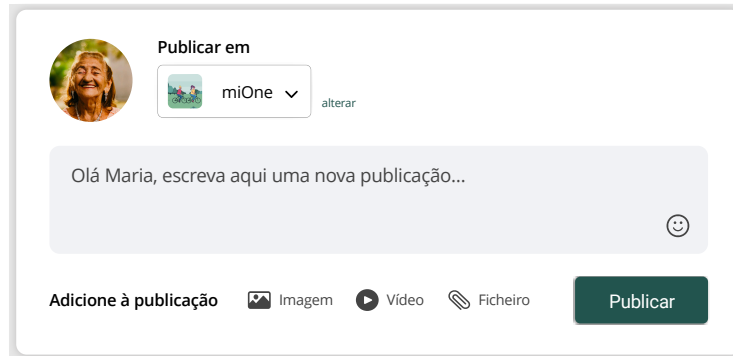 Publicar em
miOne
alterar
Olá Maria, escreva aqui uma nova publicação...
Adicione à publicação Imagem Vídeo Ficheiro Publicar